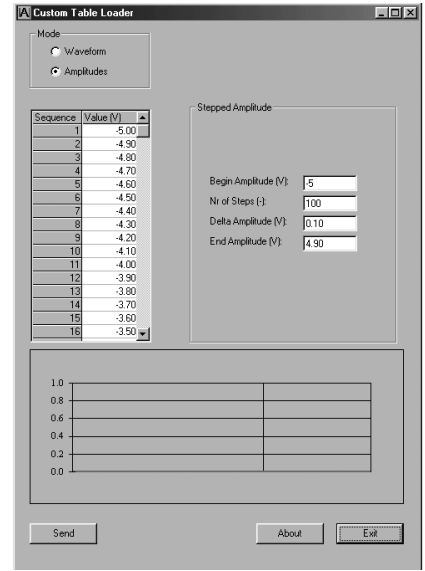 A Custom Table Loader
Mode
Waveform
Amplitudes
Sequence Value (V)
1 -5.00
2 -4.90
3 -4.80
4 -4.70
5 -4.60
6 -4.50
7 -4.40
8 -4.30
9 -4.20
10 -4.10
11 -4.00
12 -3.90
13 -3.80
14 -3.70
15 -3.60
16 -3.50
Stepped Amplitude
Begin Amplitude (V): -5
Nr of Steps (-): 100
Delta Amplitude (V): 0.10
End Amplitude (V): 4.90
1.0
0.8
0.6
0.4
0.2
0.0
Send About Exit